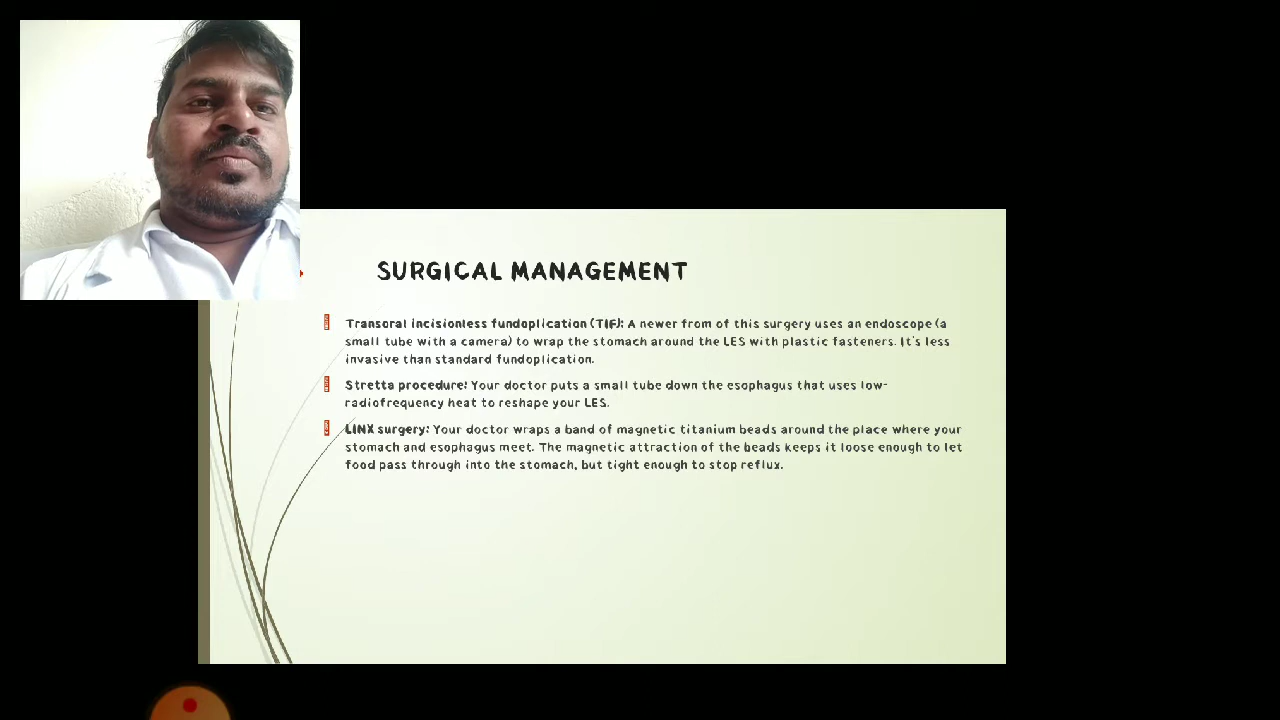 SURGICAL MANAGEMENT
Transoral incisionless fundoplication (TIF): A newer from of this surgery uses an endoscope (a
small tube with a camera) to wrap the stomach around the LES with plastic fasteners. It's less
invasive than standard fundoplication.
Stretta procedure: Your doctor puts a small tube down the esophagus that uses low-
radiofrequency heat to reshape your LES.
LINX surgery: Your doctor wraps a band of magnetic titanium beads around the place where your
stomach and esophagus meet. The magnetic attraction of the beads keeps it loose enough to let
food pass through into the stomach, but tight enough to stop reflux.